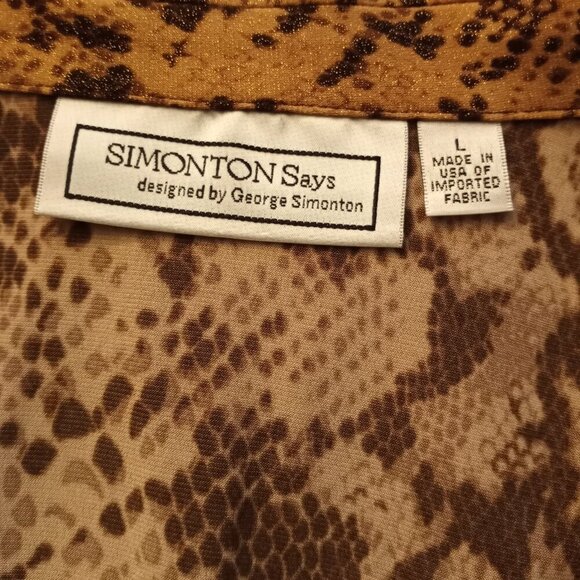 SIMONTON Says
designed by George Simonton
L
MADE IN
USA OF
IMPORTED
FABRIC